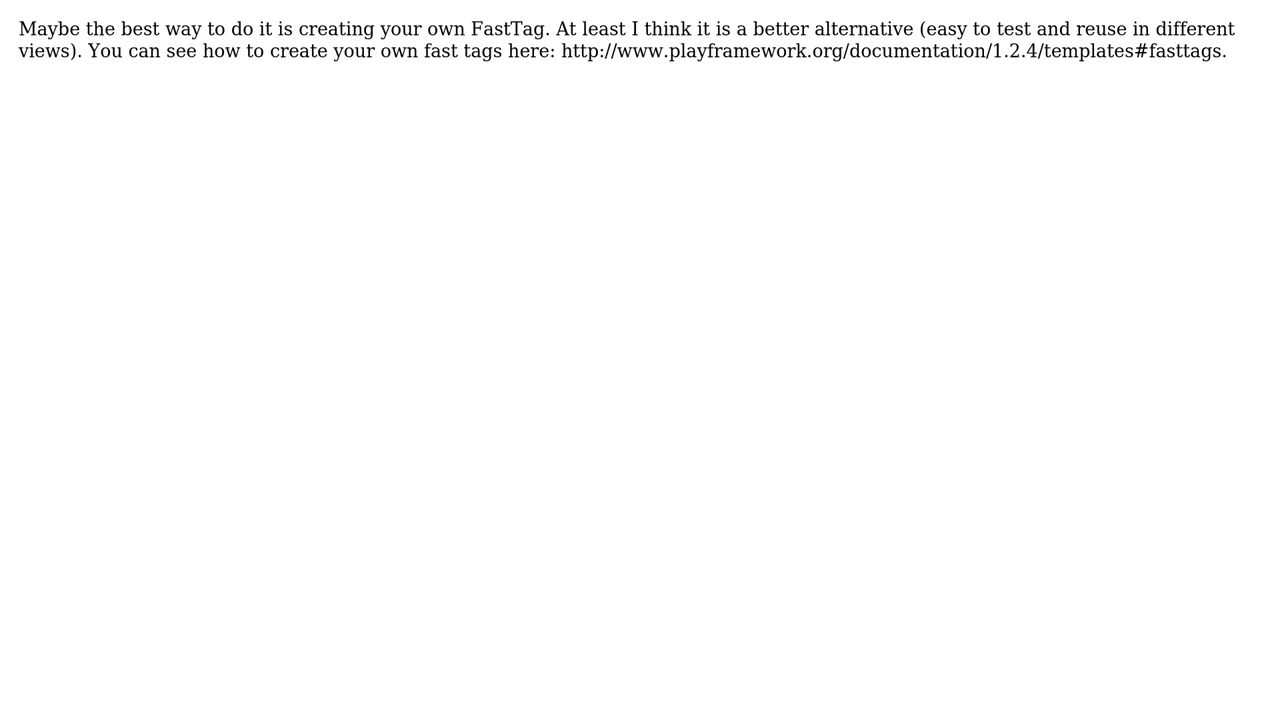 Maybe the best way to do it is creating your own FastTag. At least I think it is a better alternative (easy to test and reuse in different
views). You can see how to create your own fast tags here: http://www.playframework.org/documentation/1.2.4/templates#fasttags.